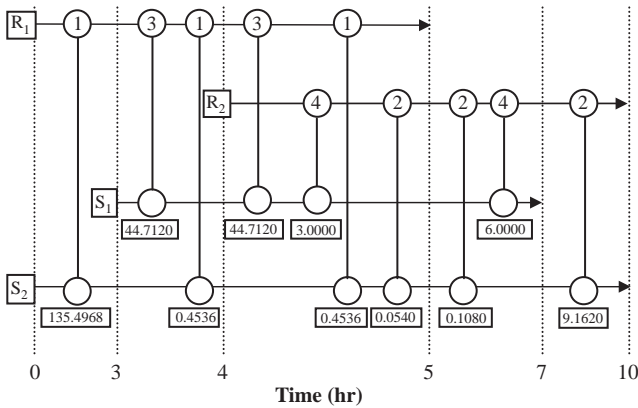 R1 1 3 1 3 1
R2 4 2 2 4 2
S1
44.7120 44.7120 3.0000 6.0000
S2
135.4968 0.4536 0.4536 0.0540 0.1080 9.1620
0 3 4 5 7 10
Time (hr)